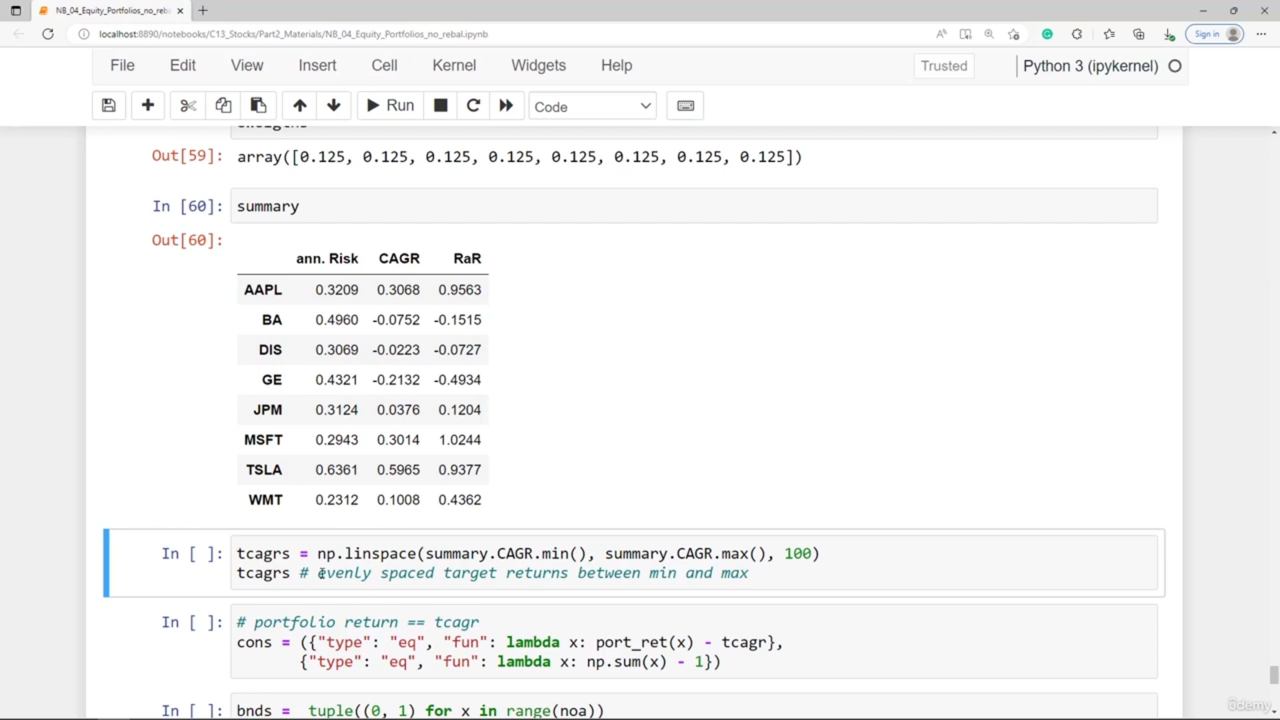 NB_04_Equity_Portfolios_no_reb
localhost:8890/notebooks/C13_Stocks/Part2_Materials/NB_04_Equity_Portfolios_no_rebal.ipynb
Sign in
File Edit View Insert Cell Kernel Widgets Help Trusted Python 3 (ipykernel)
Run Code
Out[59]: array([0.125, 0.125, 0.125, 0.125, 0.125, 0.125, 0.125, 0.125])
In [60]: summary
Out[60]:
ann. Risk CAGR RaR
AAPL 0.3209 0.3068 0.9563
BA 0.4960 -0.0752 -0.1515
DIS 0.3069 -0.0223 -0.0727
GE 0.4321 -0.2132 -0.4934
JPM 0.3124 0.0376 0.1204
MSFT 0.2943 0.3014 1.0244
TSLA 0.6361 0.5965 0.9377
WMT 0.2312 0.1008 0.4362
In [ ]: tcagrs = np.linspace(summary.CAGR.min(), summary.CAGR.max(), 100)
tcagrs # evenly spaced target returns between min and max
In [ ]: # portfolio return == tcagr
cons = ({"type": "eq", "fun": lambda x: port_ret(x) - tcagr},
{"type": "eq", "fun": lambda x: np.sum(x) - 1})
In [ ]: bnds = tuple((0, 1) for x in range(noa))
ûdemy